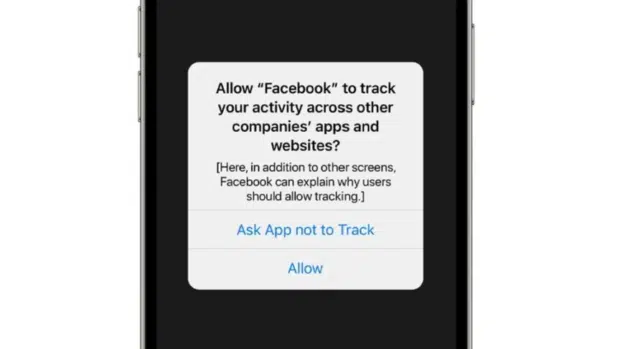 Allow “Facebook” to track
your activity across other
companies’ apps and
websites?
[Here, in addition to other screens,
Facebook can explain why users
should allow tracking.]
Ask App not to Track
Allow